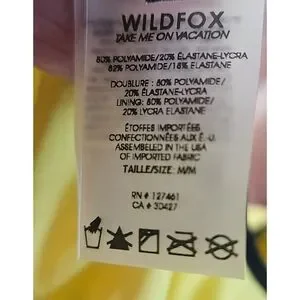 WILDFOX
TAKE ME ON VACATION
80% POLYAMIDE/20% ELASTANE-LYCRA
82% POLYAMIDE/18% ELASTANE
DOUBLURE : 80% POLYAMIDE/
20% ÉLASTANE-LYCRA
LINING: 80% POLYAMIDE/
20% LYCRA ELASTANE
ÉTOFFES IMPORTÉES
CONFECTIONNÉES AUX É.-U.
ASSEMBLED IN THE USA
OF IMPORTED FABRIC
TAILLE/SIZE: M/M
RN # 127461
CA # 30427